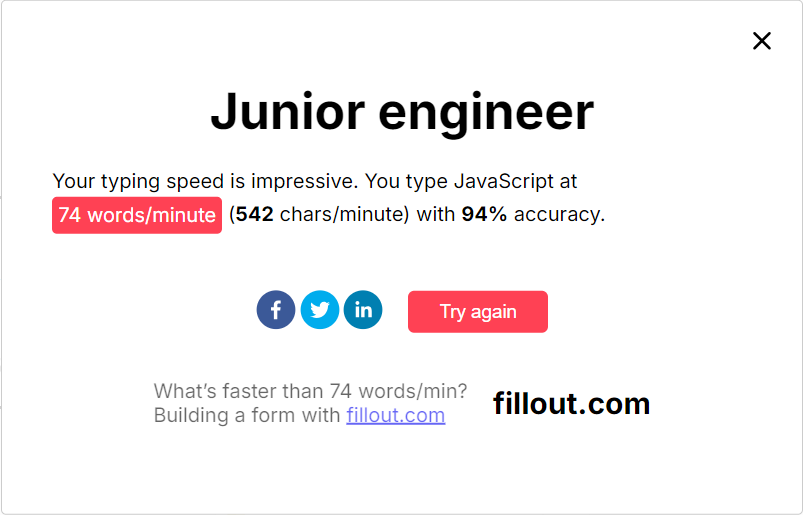 Junior engineer
Your typing speed is impressive. You type JavaScript at
74 words/minute (542 chars/minute) with 94% accuracy.
f in Try again
What’s faster than 74 words/min?
Building a form with fillout.com
fillout.com